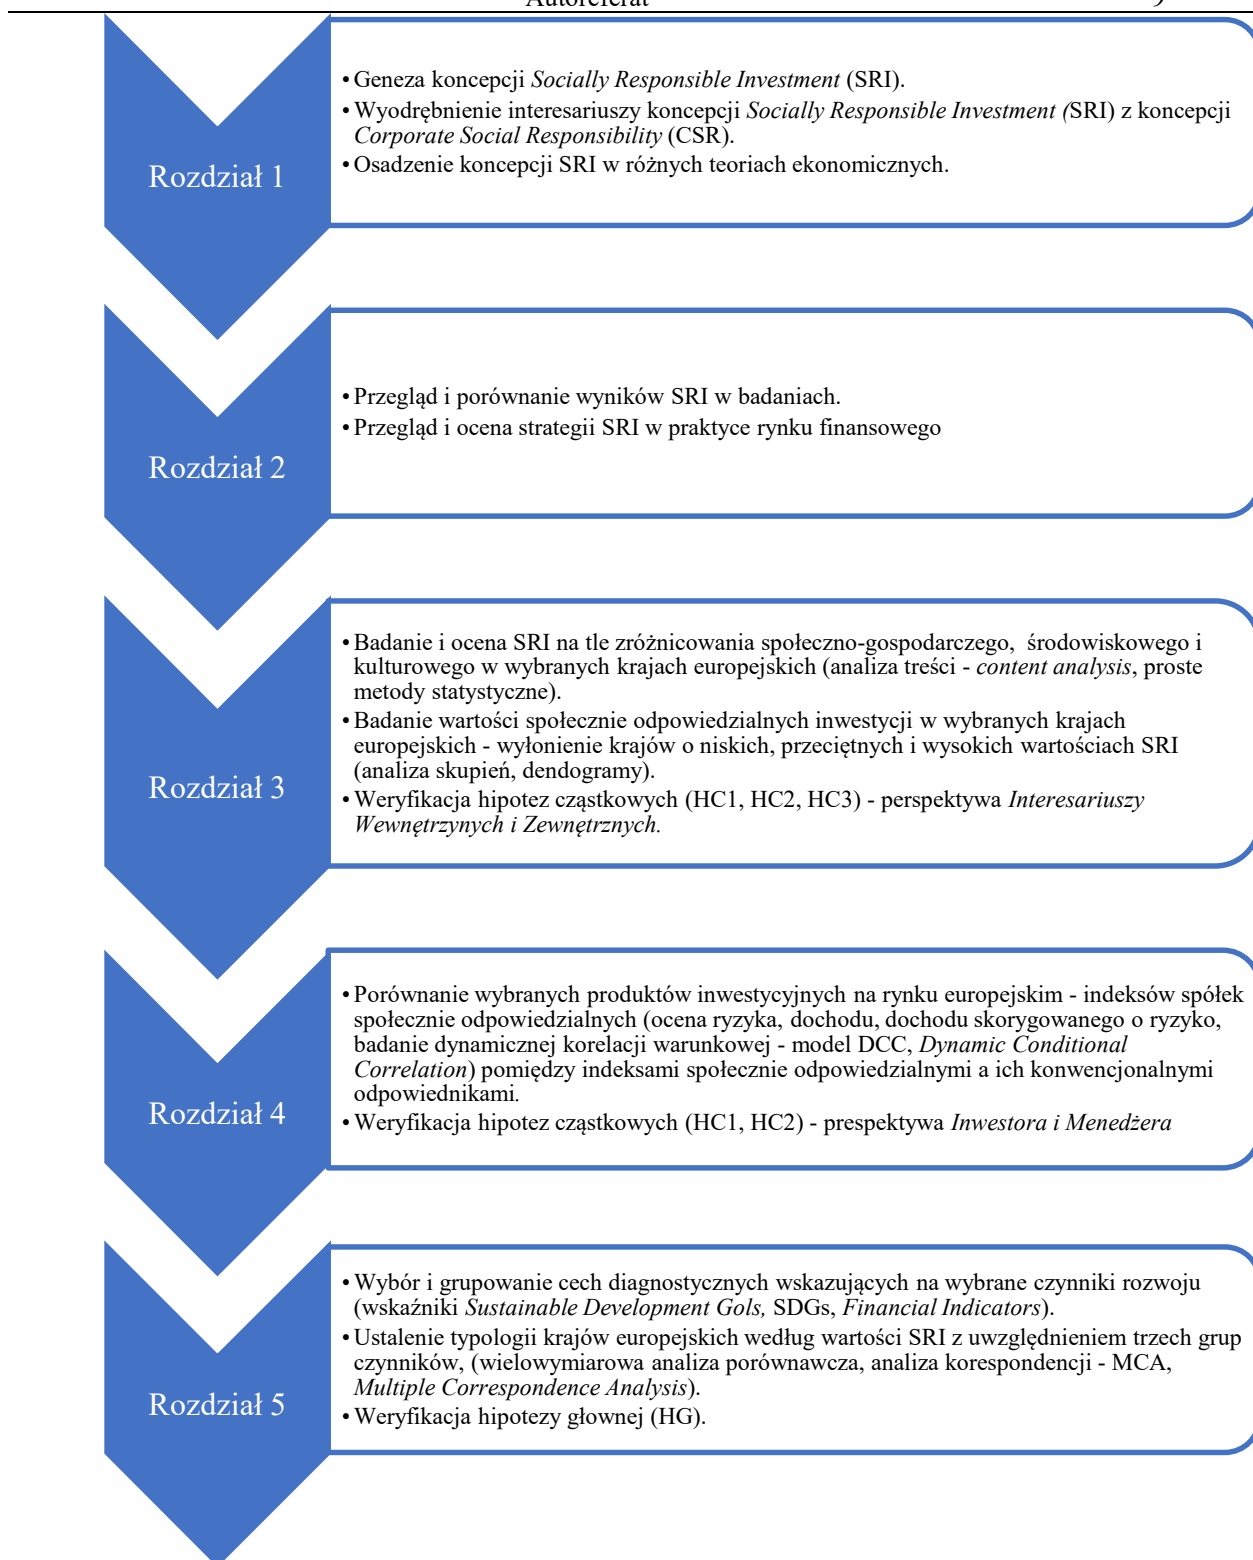 Autoreferat
Rozdział 1
• Geneza koncepcji Socially Responsible Investment (SRI).
• Wyodrębnienie interesariuszy koncepcji Socially Responsible Investment (SRI) z koncepcji
Corporate Social Responsibility (CSR).
• Osadzenie koncepcji SRI w różnych teoriach ekonomicznych.
Rozdział 2
• Przegląd i porównanie wyników SRI w badaniach.
• Przegląd i ocena strategii SRI w praktyce rynku finansowego
Rozdział 3
• Badanie i ocena SRI na tle zróżnicowania społeczno-gospodarczego, środowiskowego i
kulturowego w wybranych krajach europejskich (analiza treści - content analysis, proste
metody statystyczne).
• Badanie wartości społecznie odpowiedzialnych inwestycji w wybranych krajach
europejskich - wyłonienie krajów o niskich, przeciętnych i wysokich wartościach SRI
(analiza skupień, dendogramy).
• Weryfikacja hipotez cząstkowych (HC1, HC2, HC3) - perspektywa Interesariuszy
Wewnętrzynych i Zewnętrznych.
Rozdział 4
• Porównanie wybranych produktów inwestycyjnych na rynku europejskim - indeksów spółek
społecznie odpowiedzialnych (ocena ryzyka, dochodu, dochodu skorygowanego o ryzyko,
badanie dynamicznej korelacji warunkowej - model DCC, Dynamic Conditional
Correlation) pomiędzy indeksami społecznie odpowiedzialnymi a ich konwencjonalnymi
odpowiednikami.
• Weryfikacja hipotez cząstkowych (HC1, HC2) - prespektywa Inwestora i Menedżera
Rozdział 5
• Wybór i grupowanie cech diagnostycznych wskazujących na wybrane czynniki rozwoju
(wskaźniki Sustainable Development Gols, SDGs, Financial Indicators).
• Ustalenie typologii krajów europejskich według wartości SRI z uwzględnieniem trzech grup
czynników, (wielowymiarowa analiza porównawcza, analiza korespondencji - MCA,
Multiple Correspondence Analysis).
• Weryfikacja hipotezy głownej (HG).